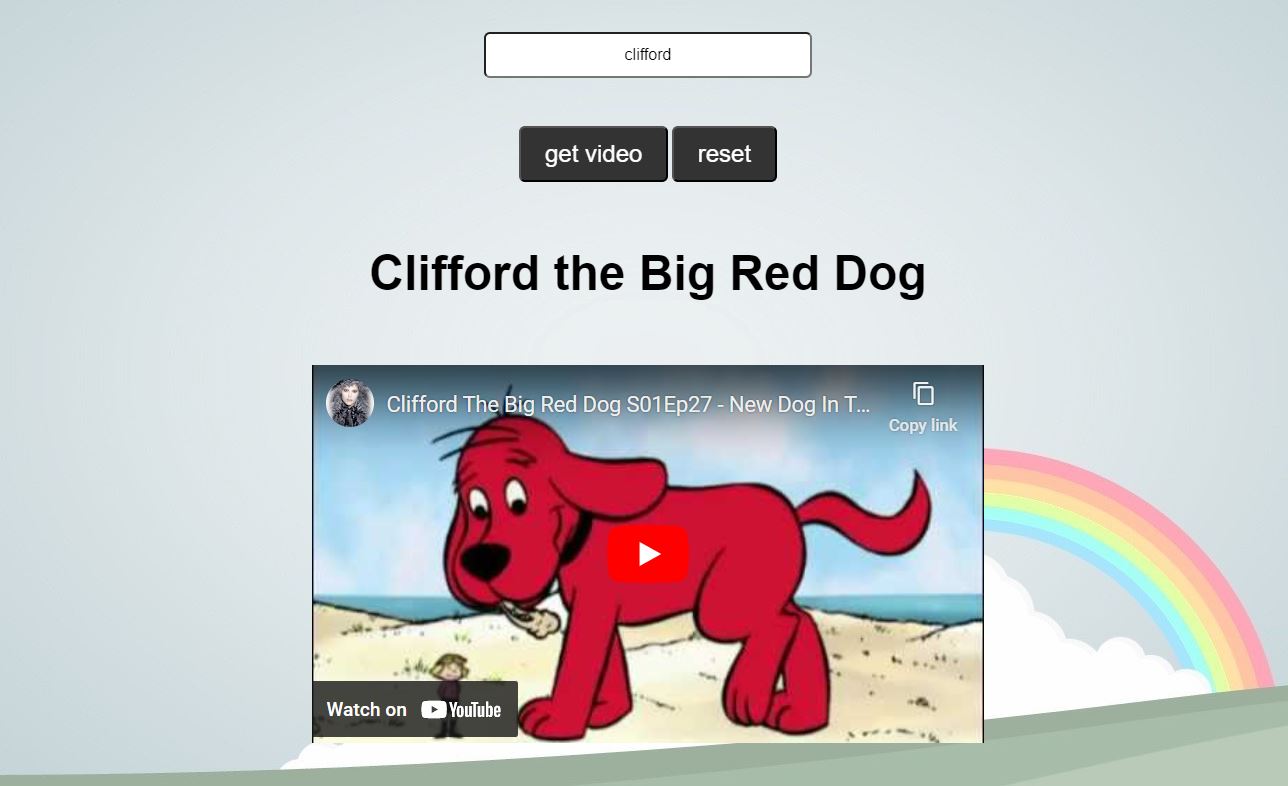 clifford
get video reset
Clifford the Big Red Dog
Clifford The Big Red Dog S01Ep27 - New Dog In T...
Copy link
Watch on YouTube